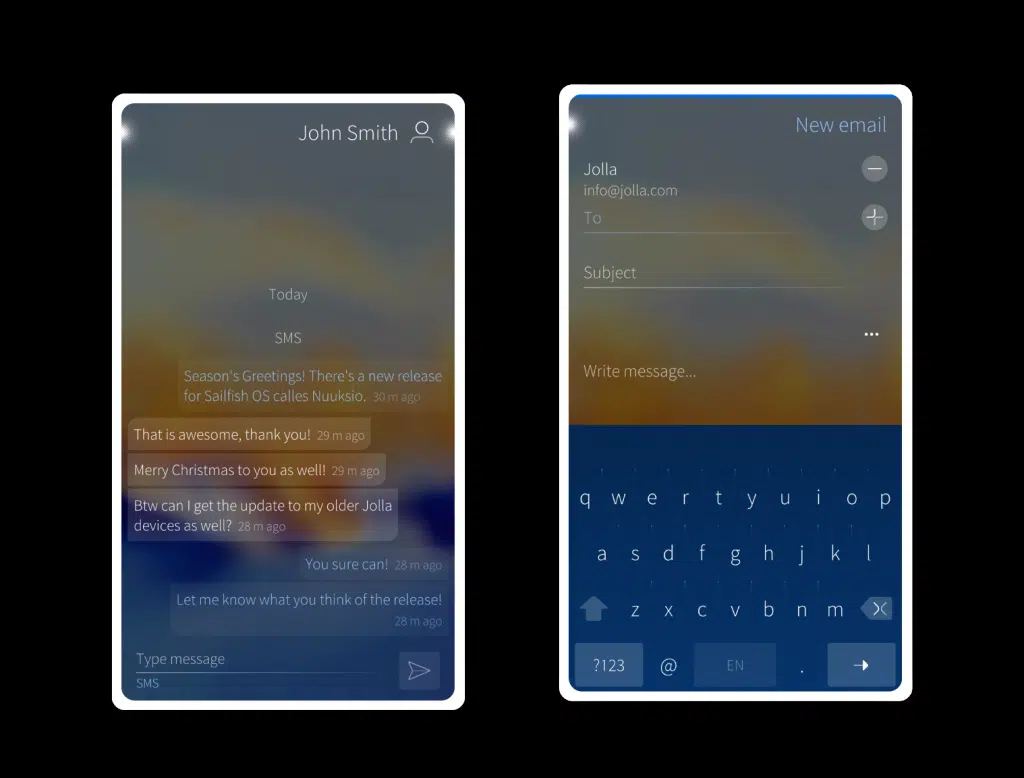 John Smith
Today
SMS
Season's Greetings! There's a new release
for Sailfish OS calles Nuuksio. 30 m ago
That is awesome, thank you! 29 m ago
Merry Christmas to you as well! 29 m ago
Btw can I get the update to my older Jolla
devices as well? 28 m ago
You sure can! 28 m ago
Let me know what you think of the release!
28 m ago
Type message
SMS
New email
Jolla
info@jolla.com
To
Subject
Write message...
q w e r t y u i o p
a s d f g h j k l
z x c v b n m
?123 @ EN .